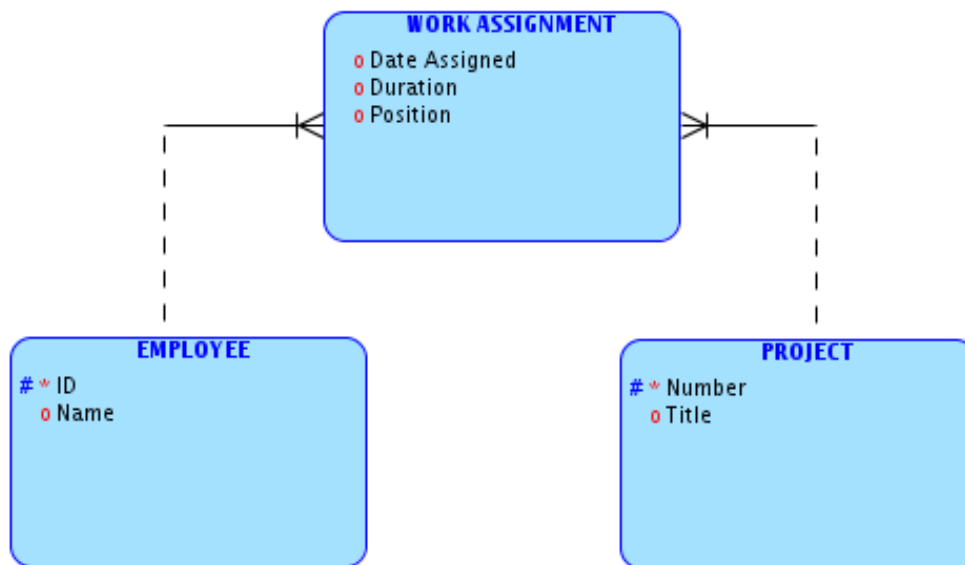 WORK ASSIGNMENT
o Date Assigned
o Duration
o Position
EMPLOYEE
# * ID
o Name
PROJECT
# * Number
o Title